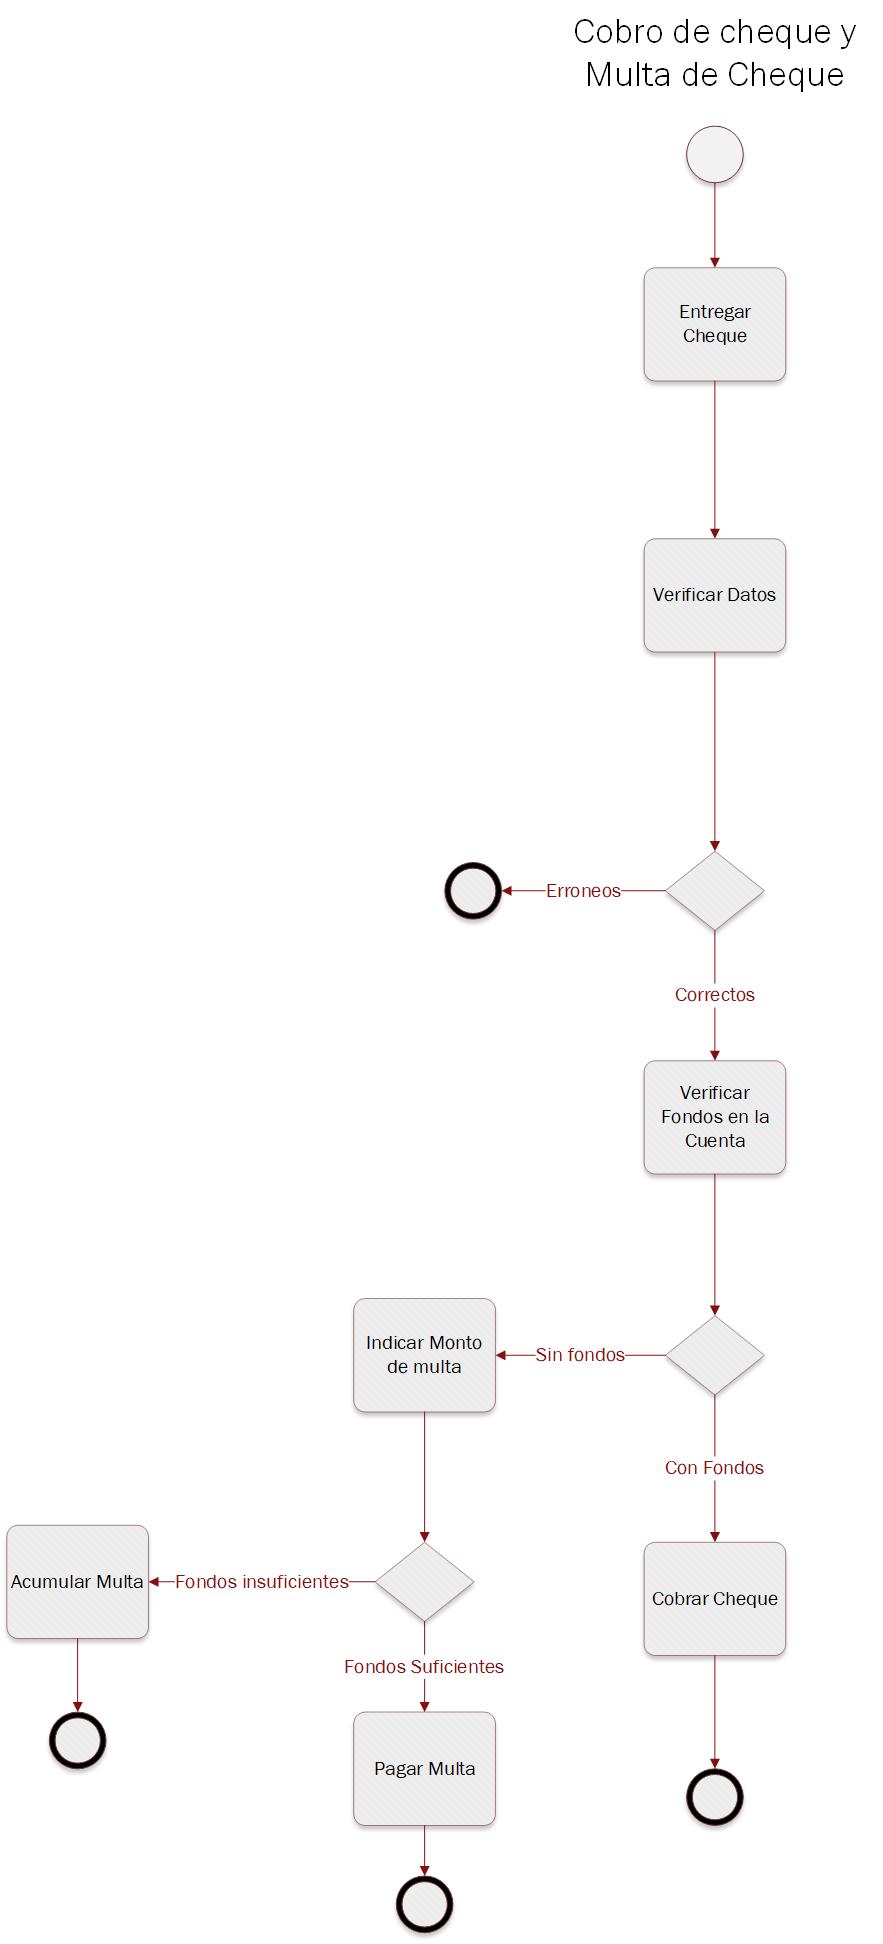 Cobro de cheque y
Multa de Cheque
Entregar
Cheque
Verificar Datos
Erroneos
Correctos
Verificar
Fondos en la
Cuenta
Indicar Monto
de multa
Sin fondos
Con Fondos
Acumular Multa
Fondos insuficientes
Cobrar Cheque
Fondos Suficientes
Pagar Multa